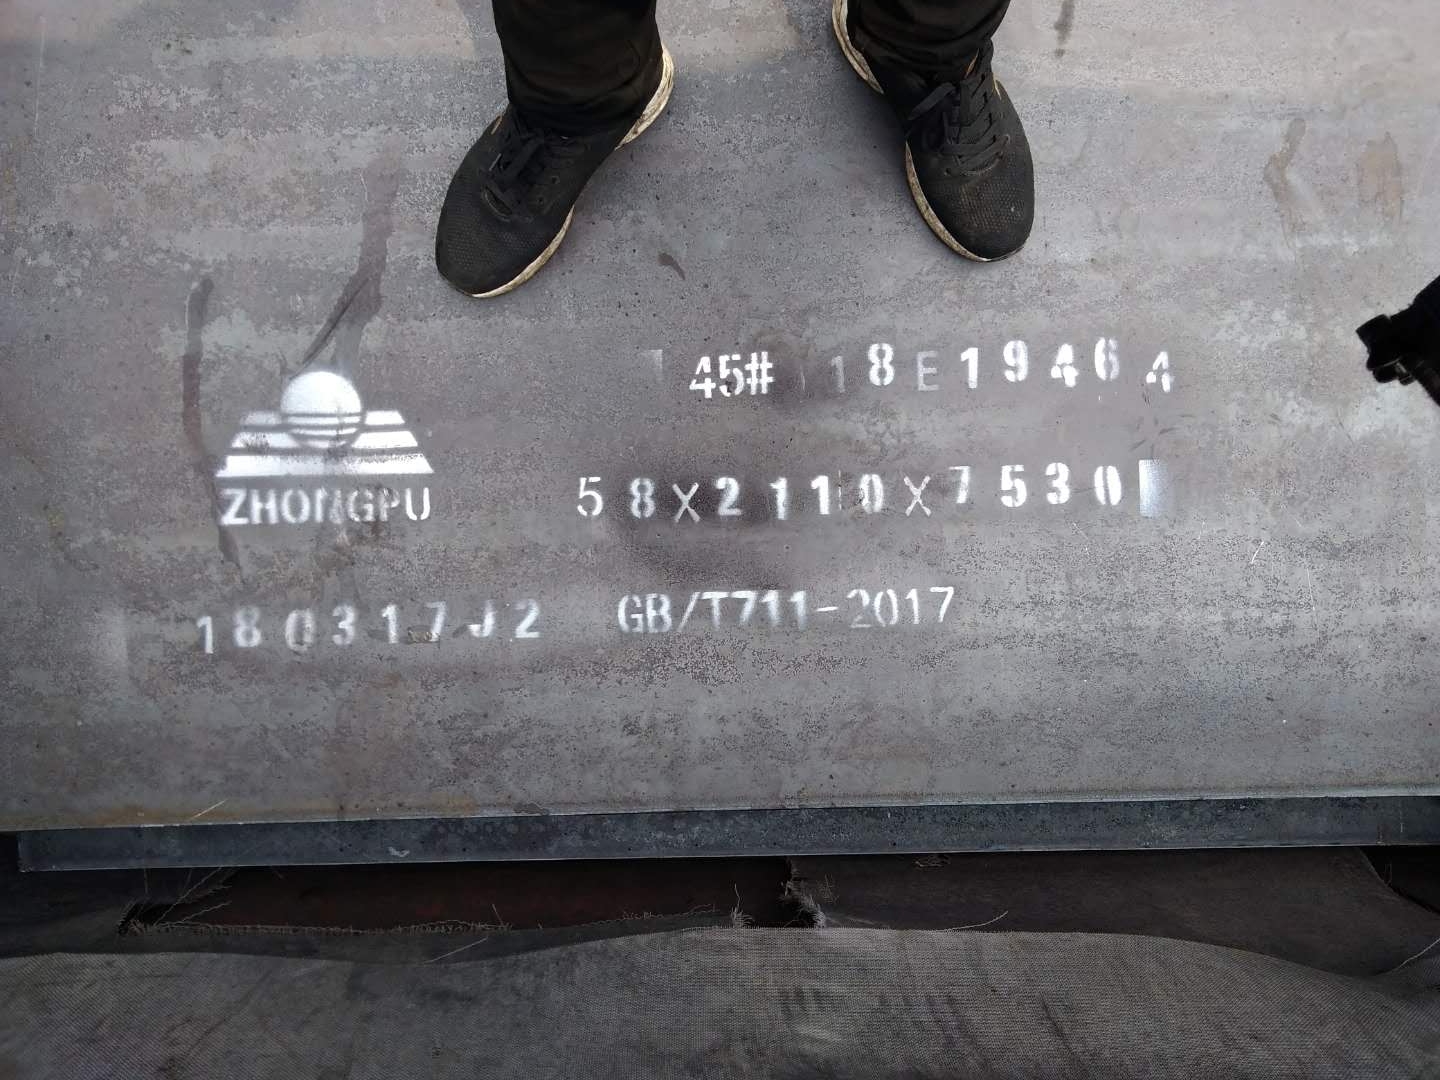 45# 18E19464
ZHONGPU
58X2110X7530
180317J2 GB/T711-2017